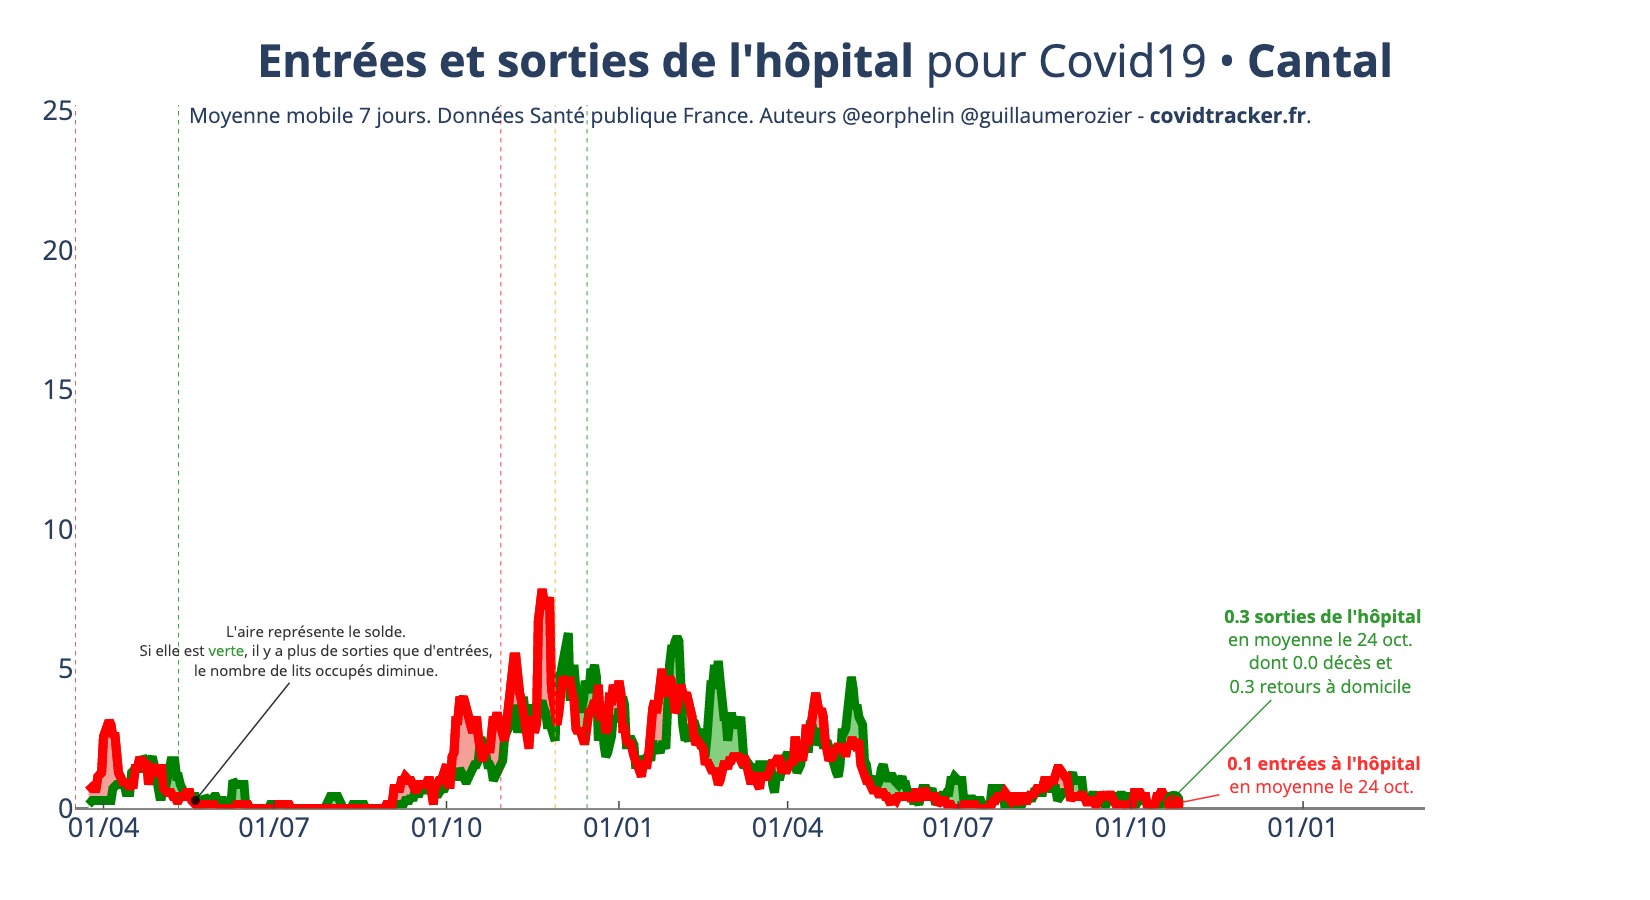 Entrées et sorties de l'hôpital pour Covid19 • Cantal
Moyenne mobile 7 jours. Données Santé publique France. Auteurs @eorphelin @guillaumerozier - covidtracker.fr.
25
20
15
10
5
0
L'aire représente le solde.
Si elle est verte, il y a plus de sorties que d'entrées,
le nombre de lits occupés diminue.
0.3 sorties de l'hôpital
en moyenne le 24 oct.
dont 0.0 décès et
0.3 retours à domicile
0.1 entrées à l'hôpital
en moyenne le 24 oct.
01/04 01/07 01/10 01/01 01/04 01/07 01/10 01/01